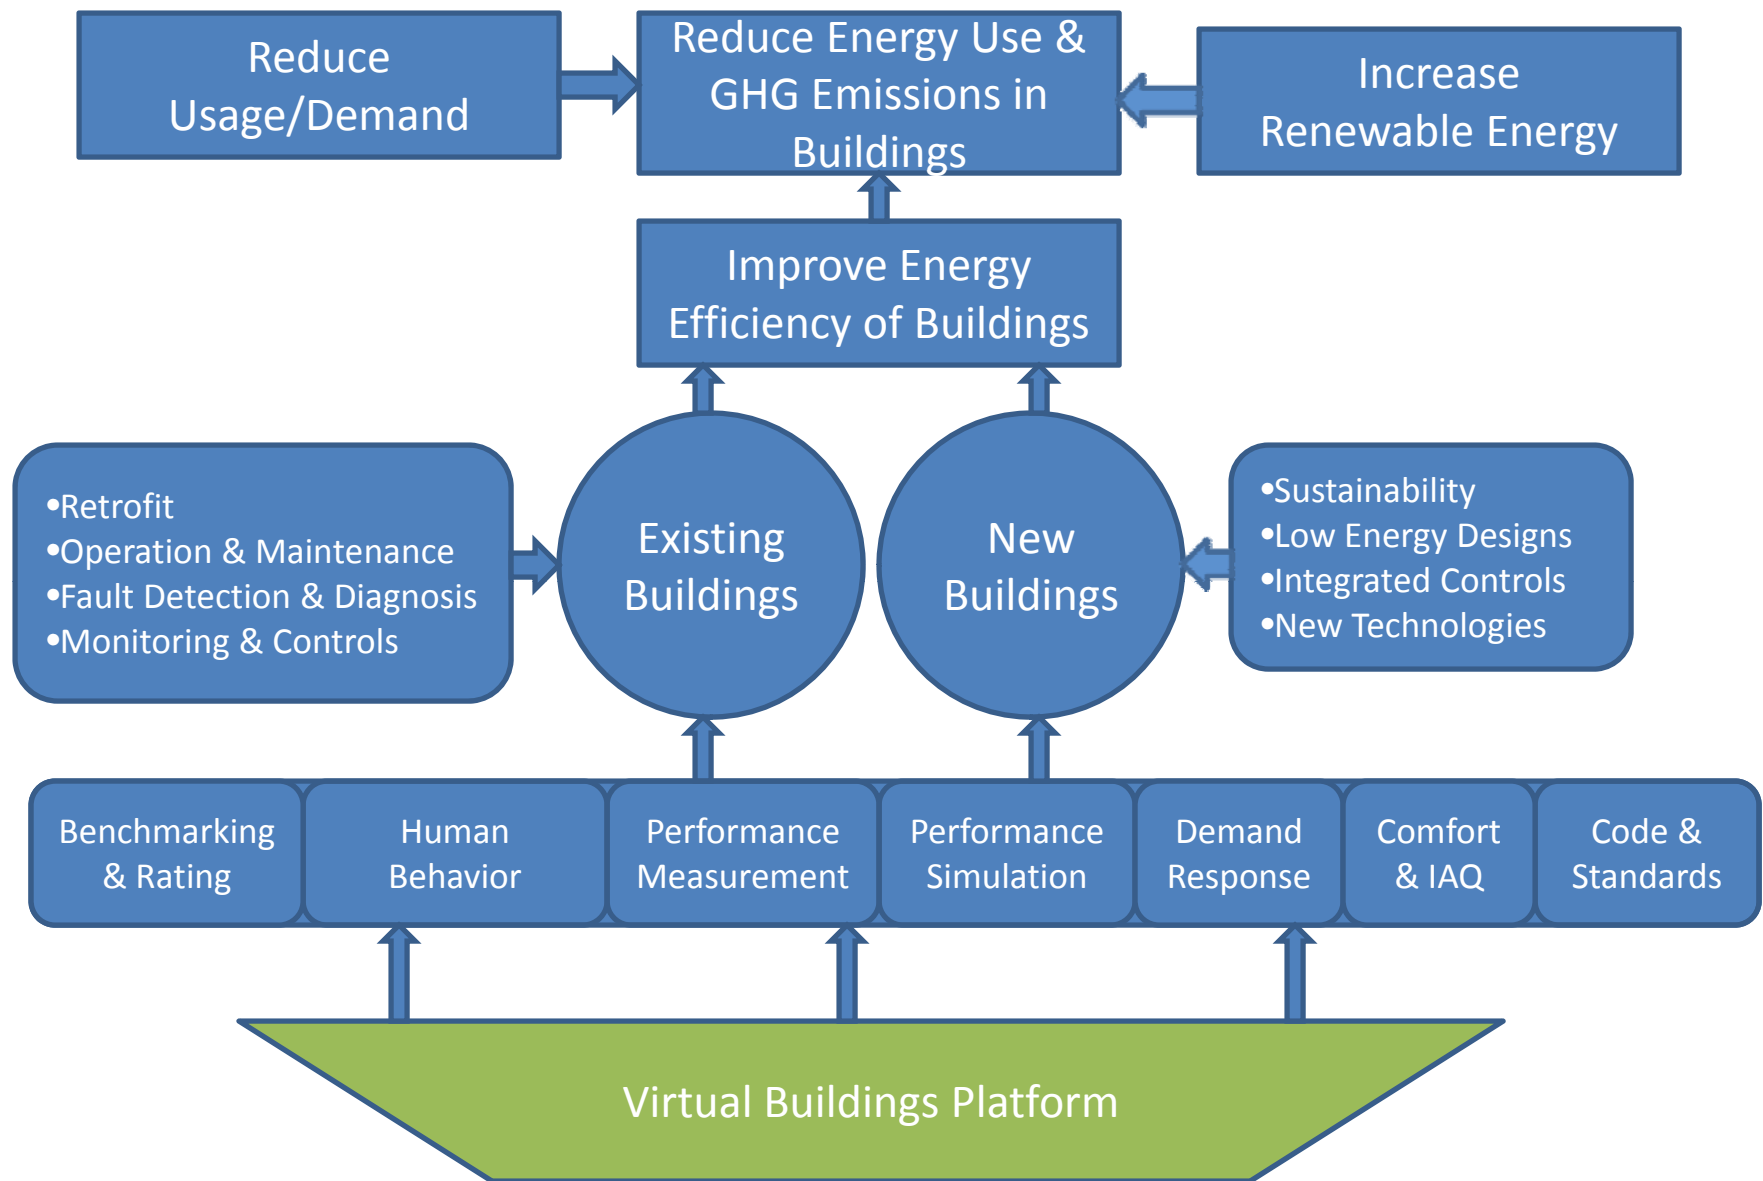 Reduce
Usage/Demand
Reduce Energy Use &
GHG Emissions in
Buildings
Increase
Renewable Energy
Improve Energy
Efficiency of Buildings
•Retrofit
•Operation & Maintenance
•Fault Detection & Diagnosis
•Monitoring & Controls
Existing
Buildings
New
Buildings
•Sustainability
•Low Energy Designs
•Integrated Controls
•New Technologies
Benchmarking
& Rating
Human
Behavior
Performance
Measurement
Performance
Simulation
Demand
Response
Comfort
& IAQ
Code &
Standards
Virtual Buildings Platform